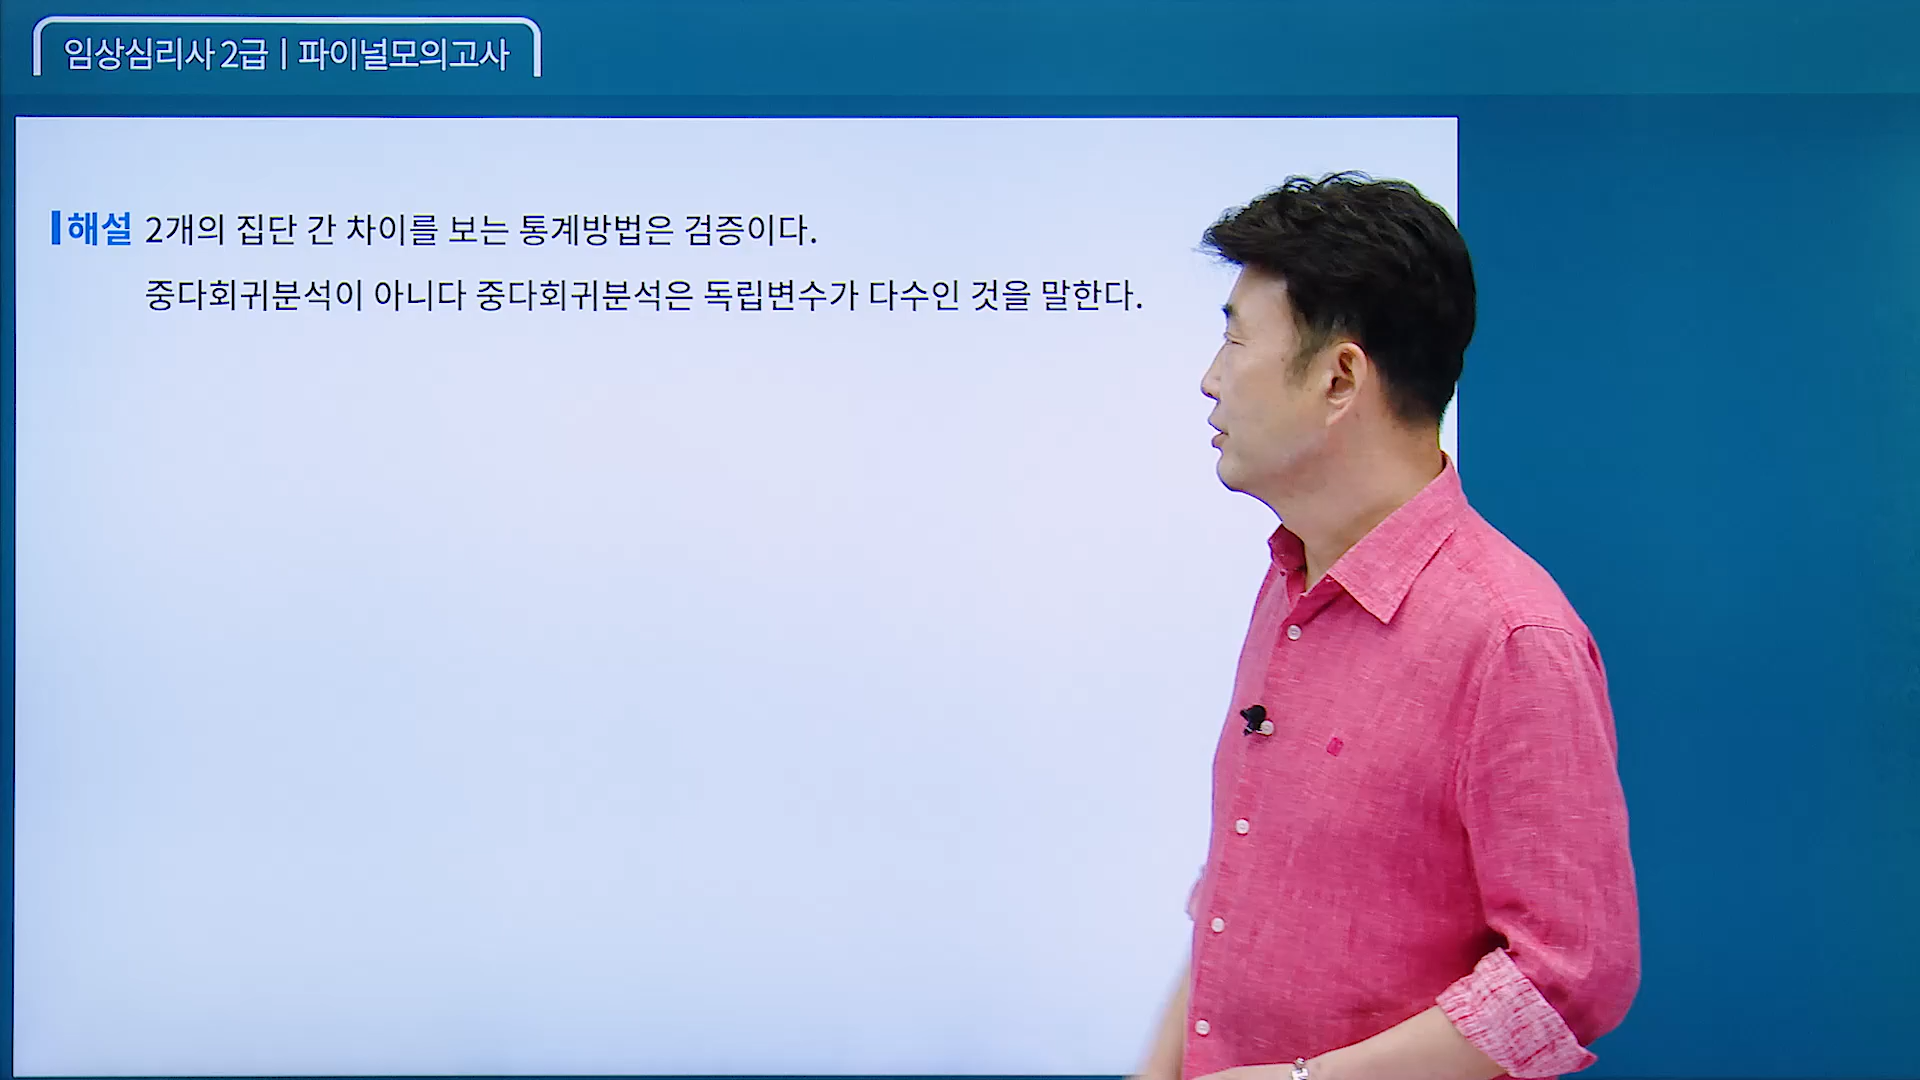 임상심리사 2급 | 파이널모의고사
해설 2개의 집단 간 차이를 보는 통계방법은 검증이다.
중다회귀분석이 아니다 중다회귀분석은 독립변수가 다수인 것을 말한다.